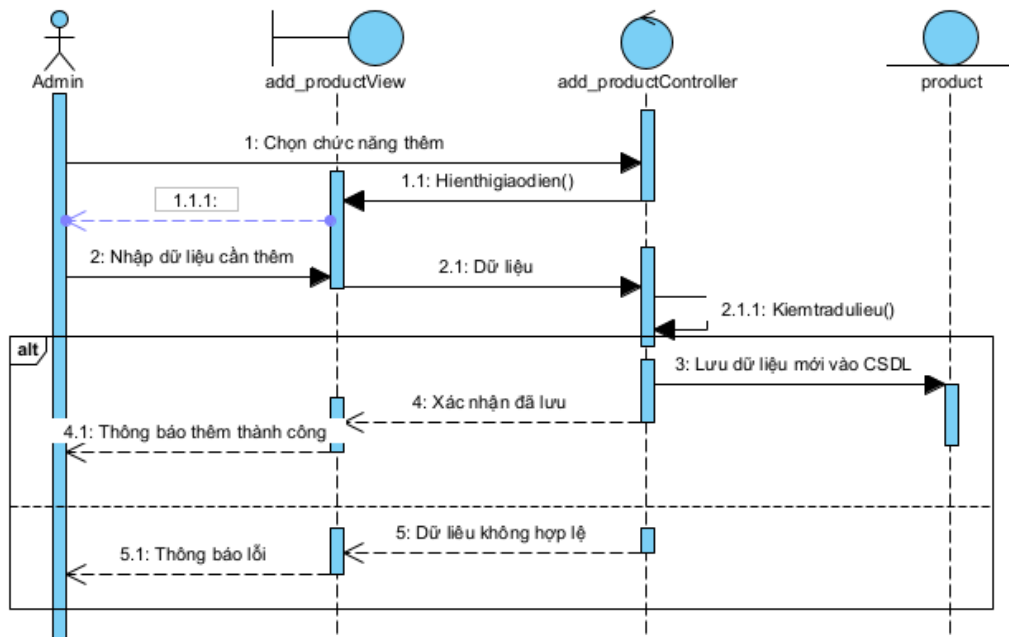 Admin
add_productView
add_productController
product
1: Chọn chức năng thêm
1.1: Hienthigiaodien()
1.1.1:
2: Nhập dữ liệu cần thêm
2.1: Dữ liệu
2.1.1: Kiemtradulieu()
alt
3: Lưu dữ liệu mới vào CSDL
4: Xác nhận đã lưu
4.1: Thông báo thêm thành công
5: Dữ liêu không hợp lệ
5.1: Thông báo lỗi